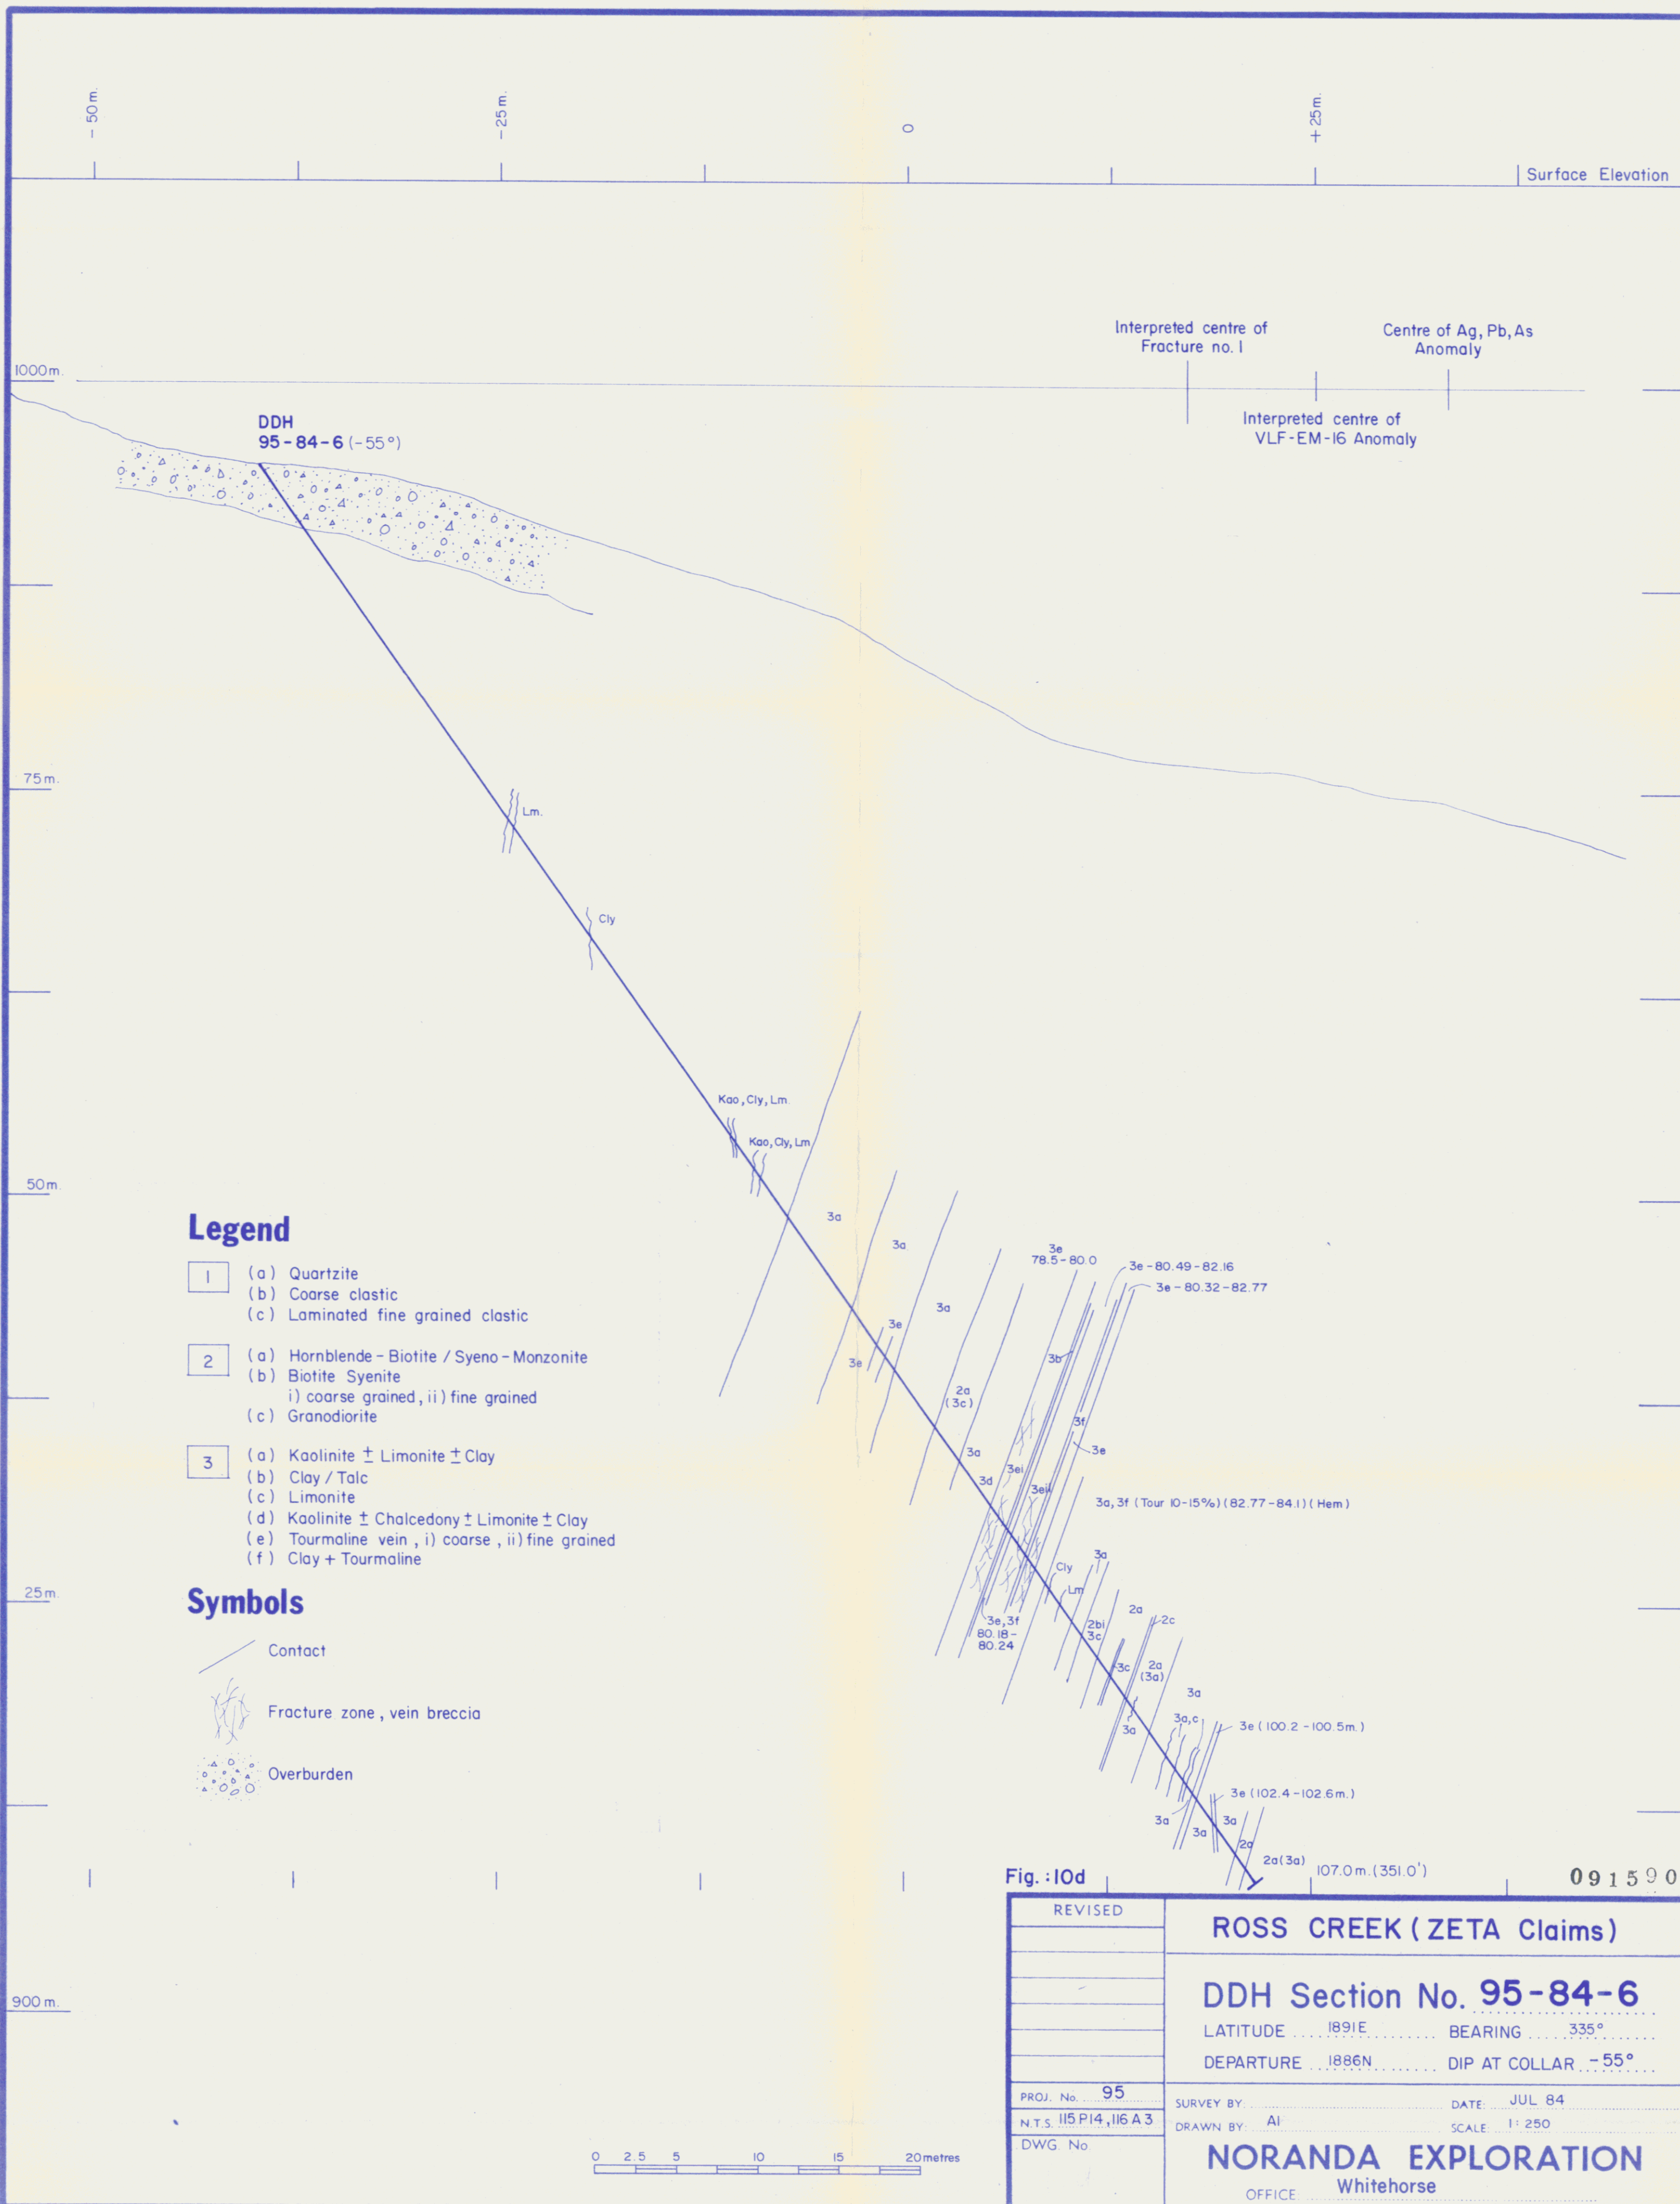 - 50 m.
-25 m.
0
+25 m.
Surface Elevation
Interpreted centre of
Fracture no. 1
Centre of Ag, Pb, As
Anomaly
1000 m.
Interpreted centre of
VLF-EM-16 Anomaly
DDH
95-84-6 (-55°)
75 m.
Lm.
Cly
Kao, Cly, Lm.
Kao, Cly, Lm
50 m.
3a
3a
3e
78.5-80.0
3e-80.49-82.16
3e-80.32-82.77
3a
3e
3e
3b
2a
(3c)
3f
3e
3a
3d
3ei
3eii
3a, 3f (Tour 10-15%) (82.77-84.1) (Hem)
3a
Cly
Lm
3e, 3f
80.18-
80.24
2bi
3c
2a
2c
3c
2a
(3a)
3a
3a
3a,c
3e (100.2-100.5m.)
3e (102.4-102.6m.)
3a
3a
3a
2a
2a(3a)
107.0 m. (351.0')
Legend
1
(a) Quartzite
(b) Coarse clastic
(c) Laminated fine grained clastic
2
(a) Hornblende-Biotite / Syeno-Monzonite
(b) Biotite Syenite
i) coarse grained, ii) fine grained
(c) Granodiorite
3
(a) Kaolinite ± Limonite ± Clay
(b) Clay / Talc
(c) Limonite
(d) Kaolinite ± Chalcedony ± Limonite ± Clay
(e) Tourmaline vein, i) coarse, ii) fine grained
(f) Clay + Tourmaline
25 m.
Symbols
Contact
Fracture zone, vein breccia
Overburden
900 m.
Fig.: 10d
091590
REVISED
ROSS CREEK (ZETA Claims)
DDH Section No. 95-84-6
LATITUDE 1891E BEARING 335°
DEPARTURE 1886N DIP AT COLLAR -55°
PROJ. No. 95
SURVEY BY: DATE: JUL 84
N.T.S. 115 P14, 116 A 3
DRAWN BY: AI SCALE: 1:250
DWG. No.
NORANDA EXPLORATION
OFFICE: Whitehorse
0 2.5 5 10 15 20 metres